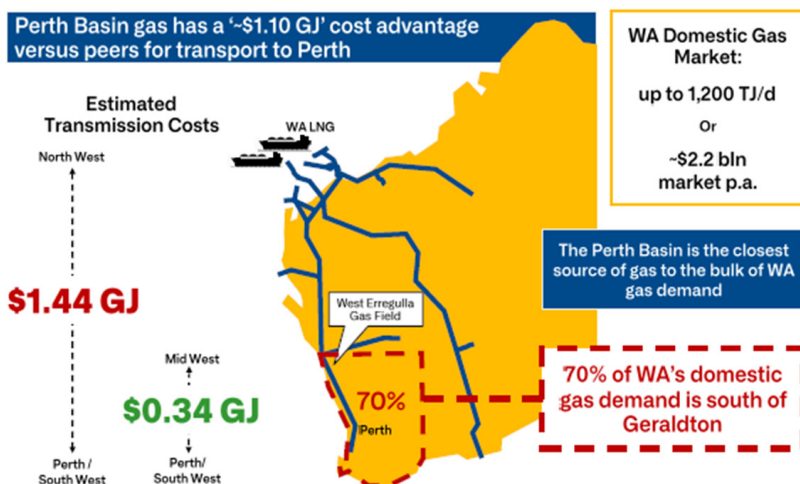 Perth Basin gas has a ‘~$1.10 GJ’ cost advantage
versus peers for transport to Perth
WA Domestic Gas
Market:
up to 1,200 TJ/d
Or
~$2.2 bln
market p.a.
Estimated
Transmission Costs
WA LNG
North West
$1.44 GJ
Perth /
South West
Mid West
$0.34 GJ
Perth/
South West
The Perth Basin is the closest
source of gas to the bulk of WA
gas demand
West Erregulla
Gas Field
70%
Perth
70% of WA’s domestic
gas demand is south of
Geraldton